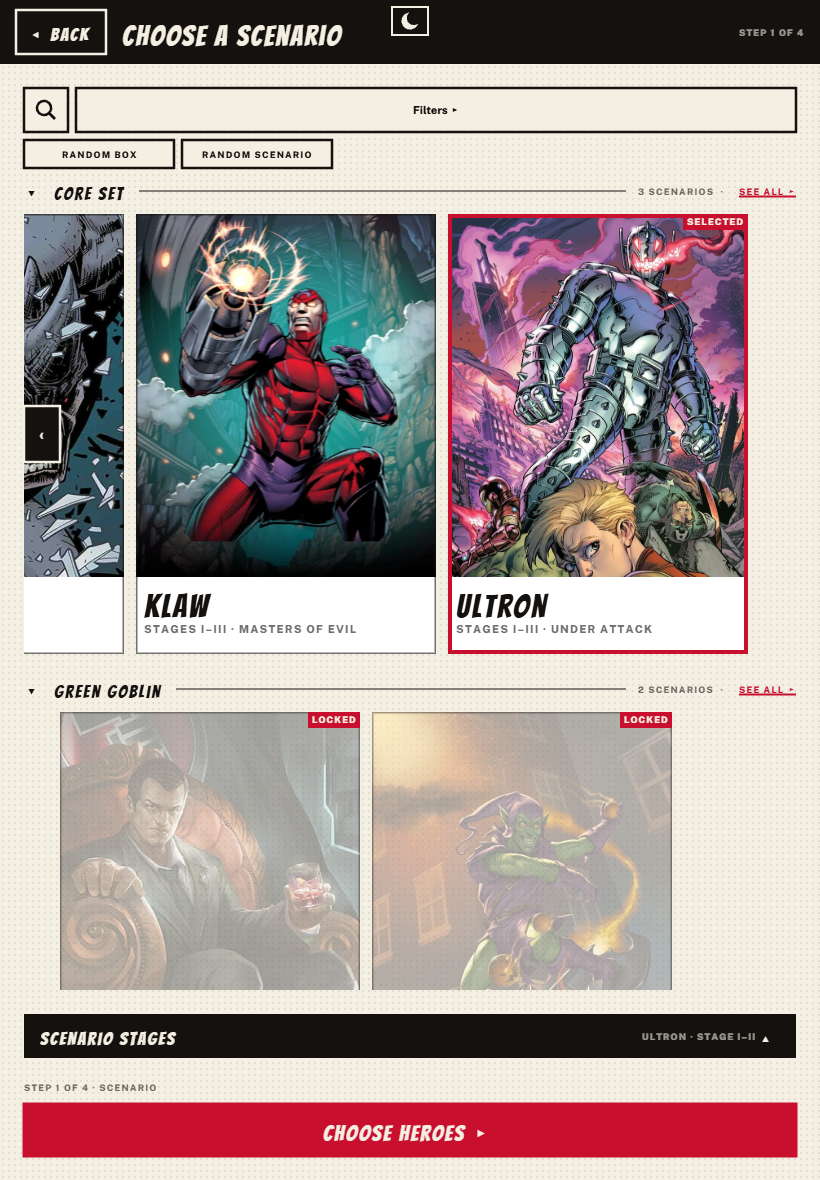 BACK
CHOOSE A SCENARIO
STEP 1 OF 4
Filters
RANDOM BOX
RANDOM SCENARIO
CORE SET
3 SCENARIOS ·
SEE ALL
SELECTED
KLAW
STAGES I–III · MASTERS OF EVIL
ULTRON
STAGES I–III · UNDER ATTACK
GREEN GOBLIN
2 SCENARIOS ·
SEE ALL
LOCKED
LOCKED
SCENARIO STAGES
ULTRON · STAGE I–II
STEP 1 OF 4 · SCENARIO
CHOOSE HEROES